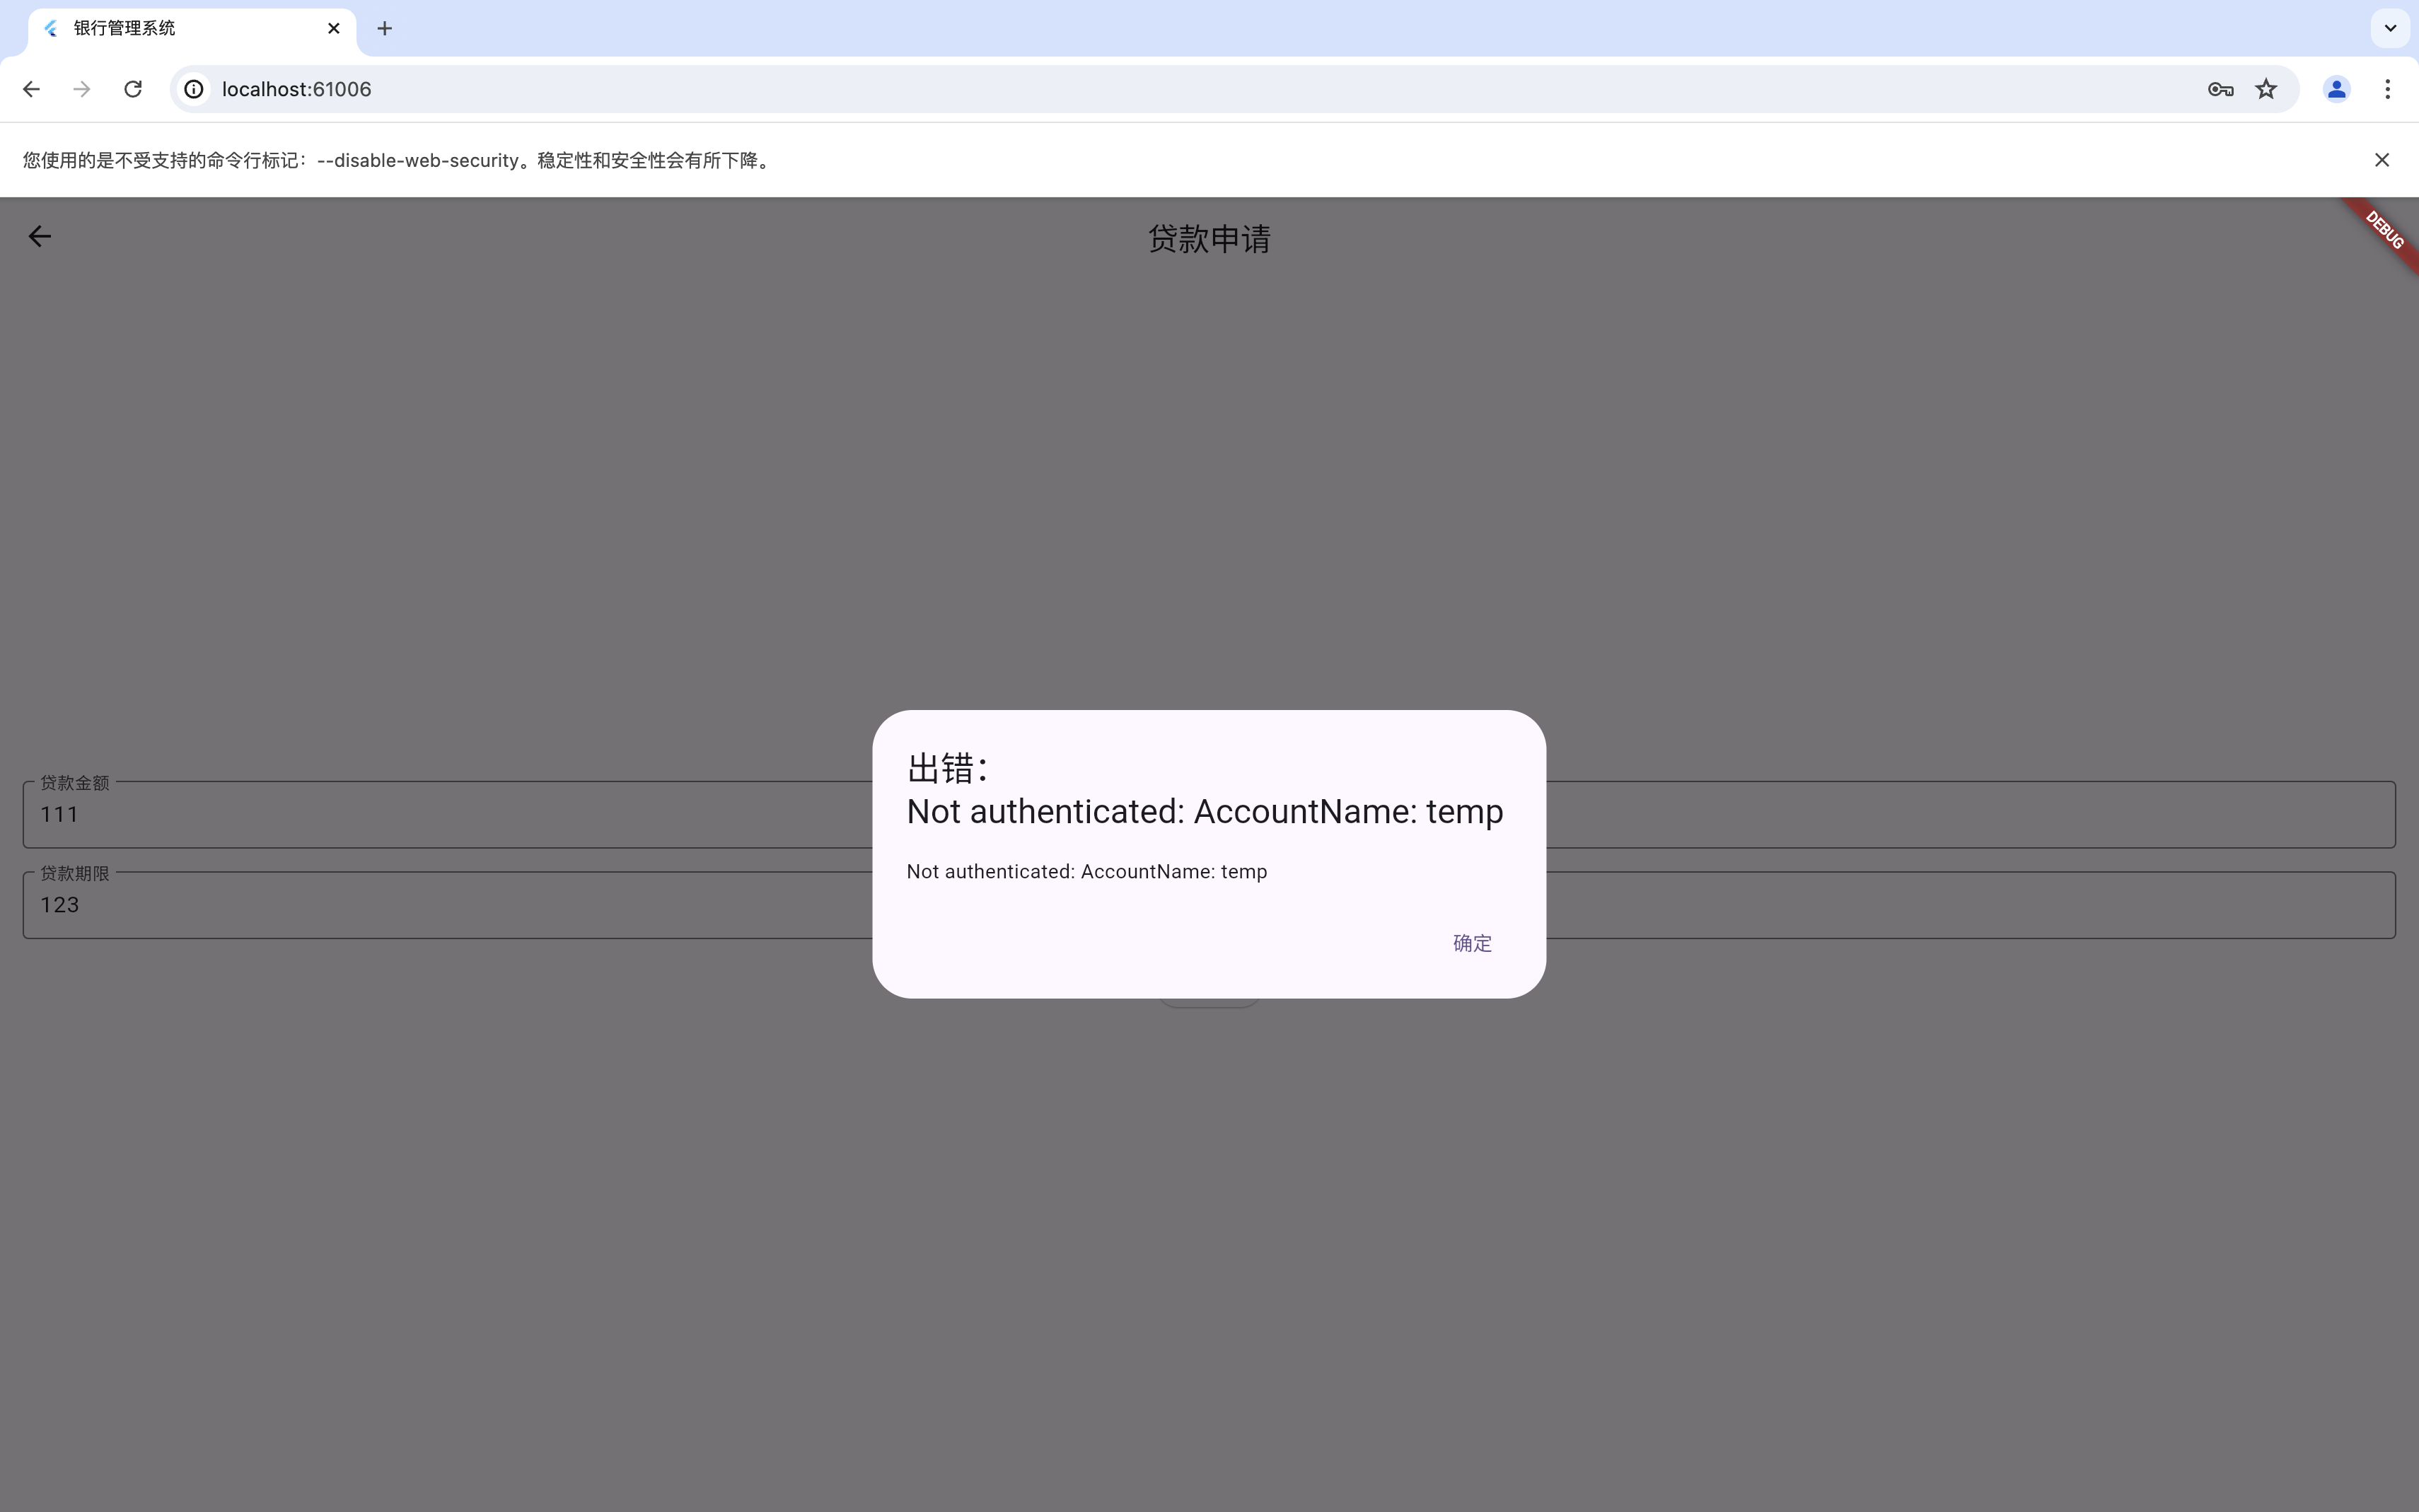 银行管理系统
localhost:61006
您使用的是不受支持的命令行标记：--disable-web-security。稳定性和安全性会有所下降。
贷款申请
DEBUG
出错：
Not authenticated: AccountName: temp
Not authenticated: AccountName: temp
确定
贷款金额
111
贷款期限
123